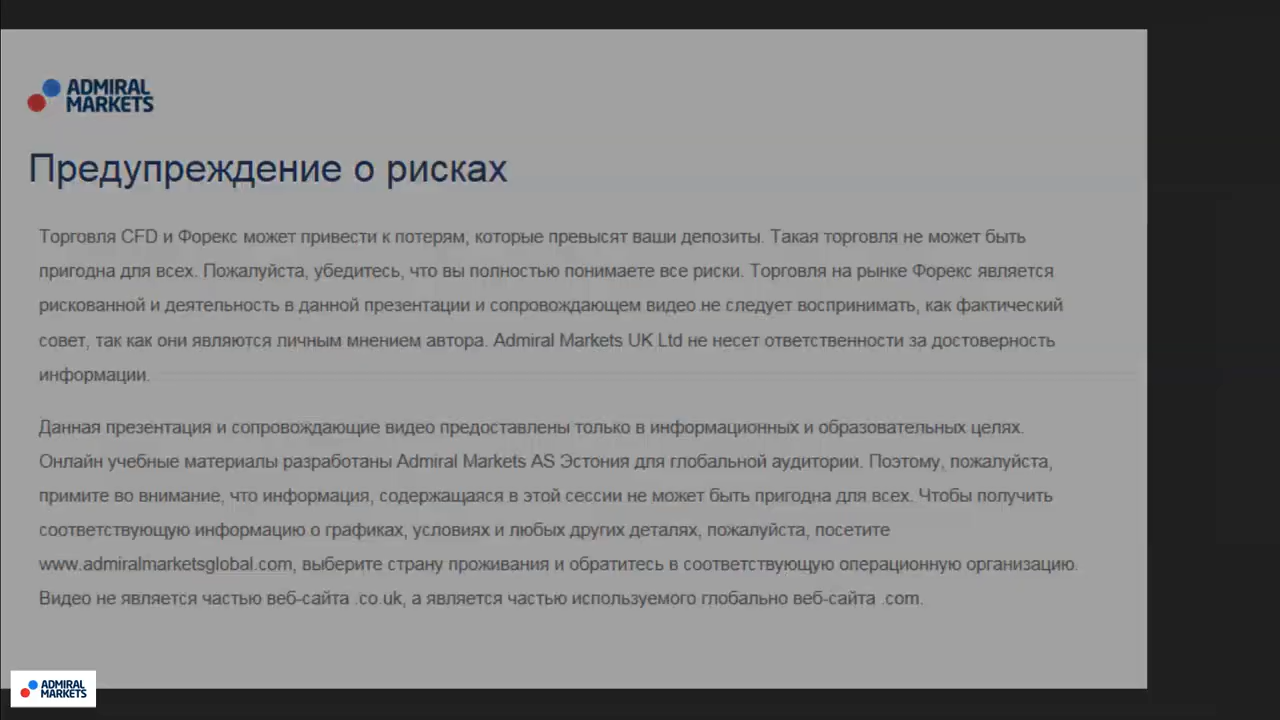 ADMIRAL
MARKETS
Предупреждение о рисках
Торговля CFD и Форекс может привести к потерям, которые превысят ваши депозиты. Такая торговля не может быть
пригодна для всех. Пожалуйста, убедитесь, что вы полностью понимаете все риски. Торговля на рынке Форекс является
рискованной и деятельность в данной презентации и сопровождающем видео не следует воспринимать, как фактический
совет, так как они являются личным мнением автора. Admiral Markets UK Ltd не несет ответственности за достоверность
информации.
Данная презентация и сопровождающие видео предоставлены только в информационных и образовательных целях.
Онлайн учебные материалы разработаны Admiral Markets AS Эстония для глобальной аудитории. Поэтому, пожалуйста,
примите во внимание, что информация, содержащаяся в этой сессии не может быть пригодна для всех. Чтобы получить
соответствующую информацию о графиках, условиях и любых других деталях, пожалуйста, посетите
www.admiralmarketsglobal.com, выберите страну проживания и обратитесь в соответствующую операционную организацию.
Видео не является частью веб-сайта .co.uk, а является частью используемого глобально веб-сайта .com.
ADMIRAL
MARKETS